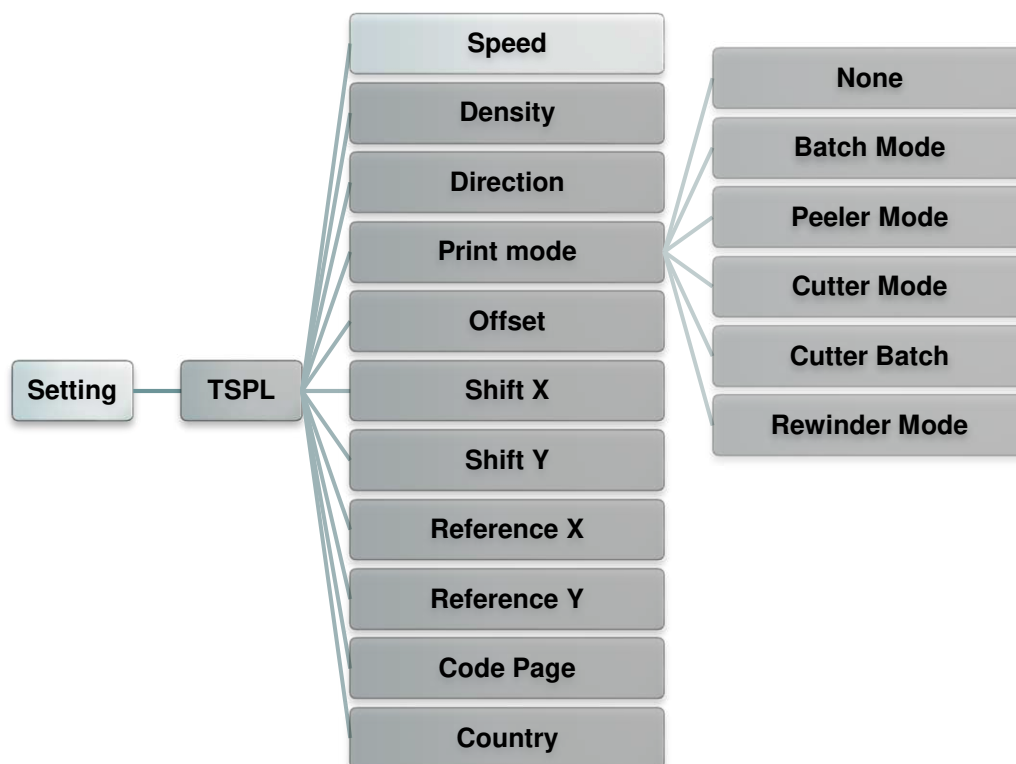 Setting
TSPL
Speed
Density
Direction
Print mode
Offset
Shift X
Shift Y
Reference X
Reference Y
Code Page
Country
None
Batch Mode
Peeler Mode
Cutter Mode
Cutter Batch
Rewinder Mode